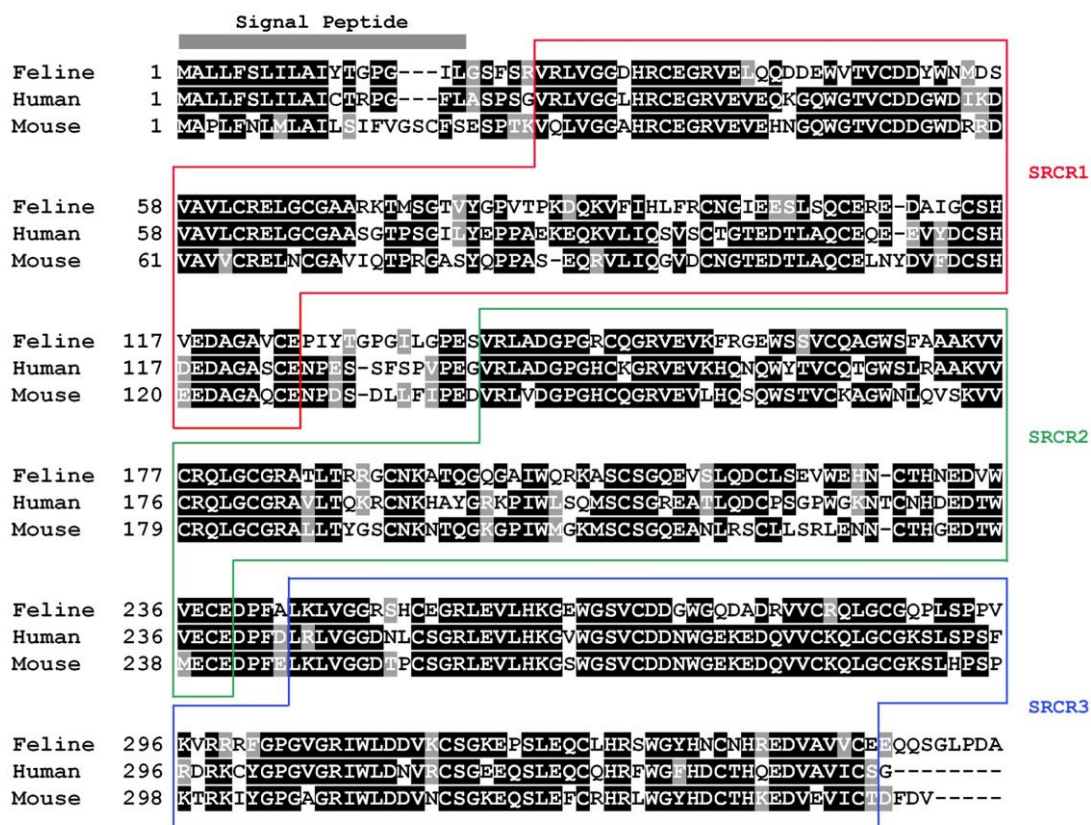 Signal Peptide
Feline 1 MALLFSLILAIYTGPG---ILGSFSRVRLVGGDHRCEGRVELQQDDEWVTVCDDYWNMDS
Human 1 MALLFSLILAICTRPG---FLASPSGVRLVGGLHRCEGRVEVEQKGQWGTVCDDGWDIKD
Mouse 1 MAPLFNLMLAILSIFVGSCFSESPTKVQLVGGAHRCEGRVEVEHNGQWGTVCDDGWDRRD
SRCR1
Feline 58 VAVLCRELGCGAARKTMSGTVYGPVTPKDQKVFIHLFRCNGIEESLSQCERE-DAIGCSH
Human 58 VAVLCRELGCGAASGTPSGILYEPPAEKEQKVLIQSVSCTGTEDTLAQCEQE-EVYDCSH
Mouse 61 VAVVCRELNCGAVIQTPRGASYQPPAS-EQRVLIQGVDCNGTEDTLAQCELNYDVFDCSH
Feline 117 VEDAGAVCEPIYTGPGILGPESVRLADGPGRCQGRVEVKFRGEWSSVCQAGWSFAAAKVV
Human 117 DEDAGASCENPES-SFSPVPEGVRLADGPGHCKGRVEVKHQNQWYTVCQTGWSLRAAKVV
Mouse 120 EEDAGAQCENPDS-DLLFIPEDVRLVDGPGHCQGRVEVLHQSQWSTVCKAGWNLQVSKVV
SRCR2
Feline 177 CRQLGCGRATLTRRGCNKATQGQGAIWQRKASCSGQEVSLQDCLSEVWEHN-CTHNEDVW
Human 176 CRQLGCGRAVLTQKRCNKHAYGRKPIWLSQMSCSGREATLQDCPSGPWGKNTCNHDEDTW
Mouse 179 CRQLGCGRALLTYGSCNKNTQGKGPIWMGKMSCSGQEANLRSCLLSRLENN-CTHGEDTW
Feline 236 VECEDPFALKLVGGRSHCEGRLEVLHKGEWGSVCDDGWGQDADRVVCRQLGCGQPLSPPV
Human 236 VECEDPFDLRLVGGDNLCSGRLEVLHKGVWGSVCDDNWGEKEDQVVCKQLGCGKSLSPSF
Mouse 238 MECEDPFELKLVGGDTPCSGRLEVLHKGSWGSVCDDNWGEKEDQVVCKQLGCGKSLHPSP
SRCR3
Feline 296 KVRRRFGPGVGRIWLDDVKCSGKEPSLEQCLHRSWGYHNCNHREDVAVVCEEQQSGLPDA
Human 296 RDRKCYGPGVGRIWLDNVRCSGEEQSLEQCQHRFWGFHDCTHQEDVAVICSG--------
Mouse 298 KTRKIYGPGAGRIWLDDVNCSGKEQSLEFCRHRLWGYHDCTHKEDVEVICTDFDV-----